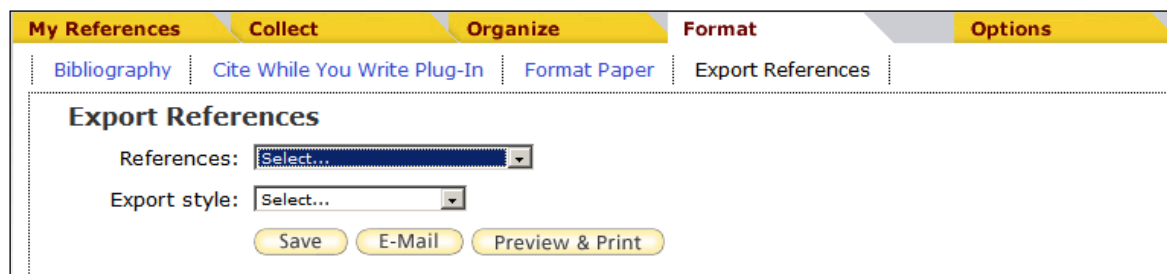 My References Collect Organize Format Options
Bibliography Cite While You Write Plug-In Format Paper Export References
Export References
References: Select...
Export style: Select...
Save E-Mail Preview & Print